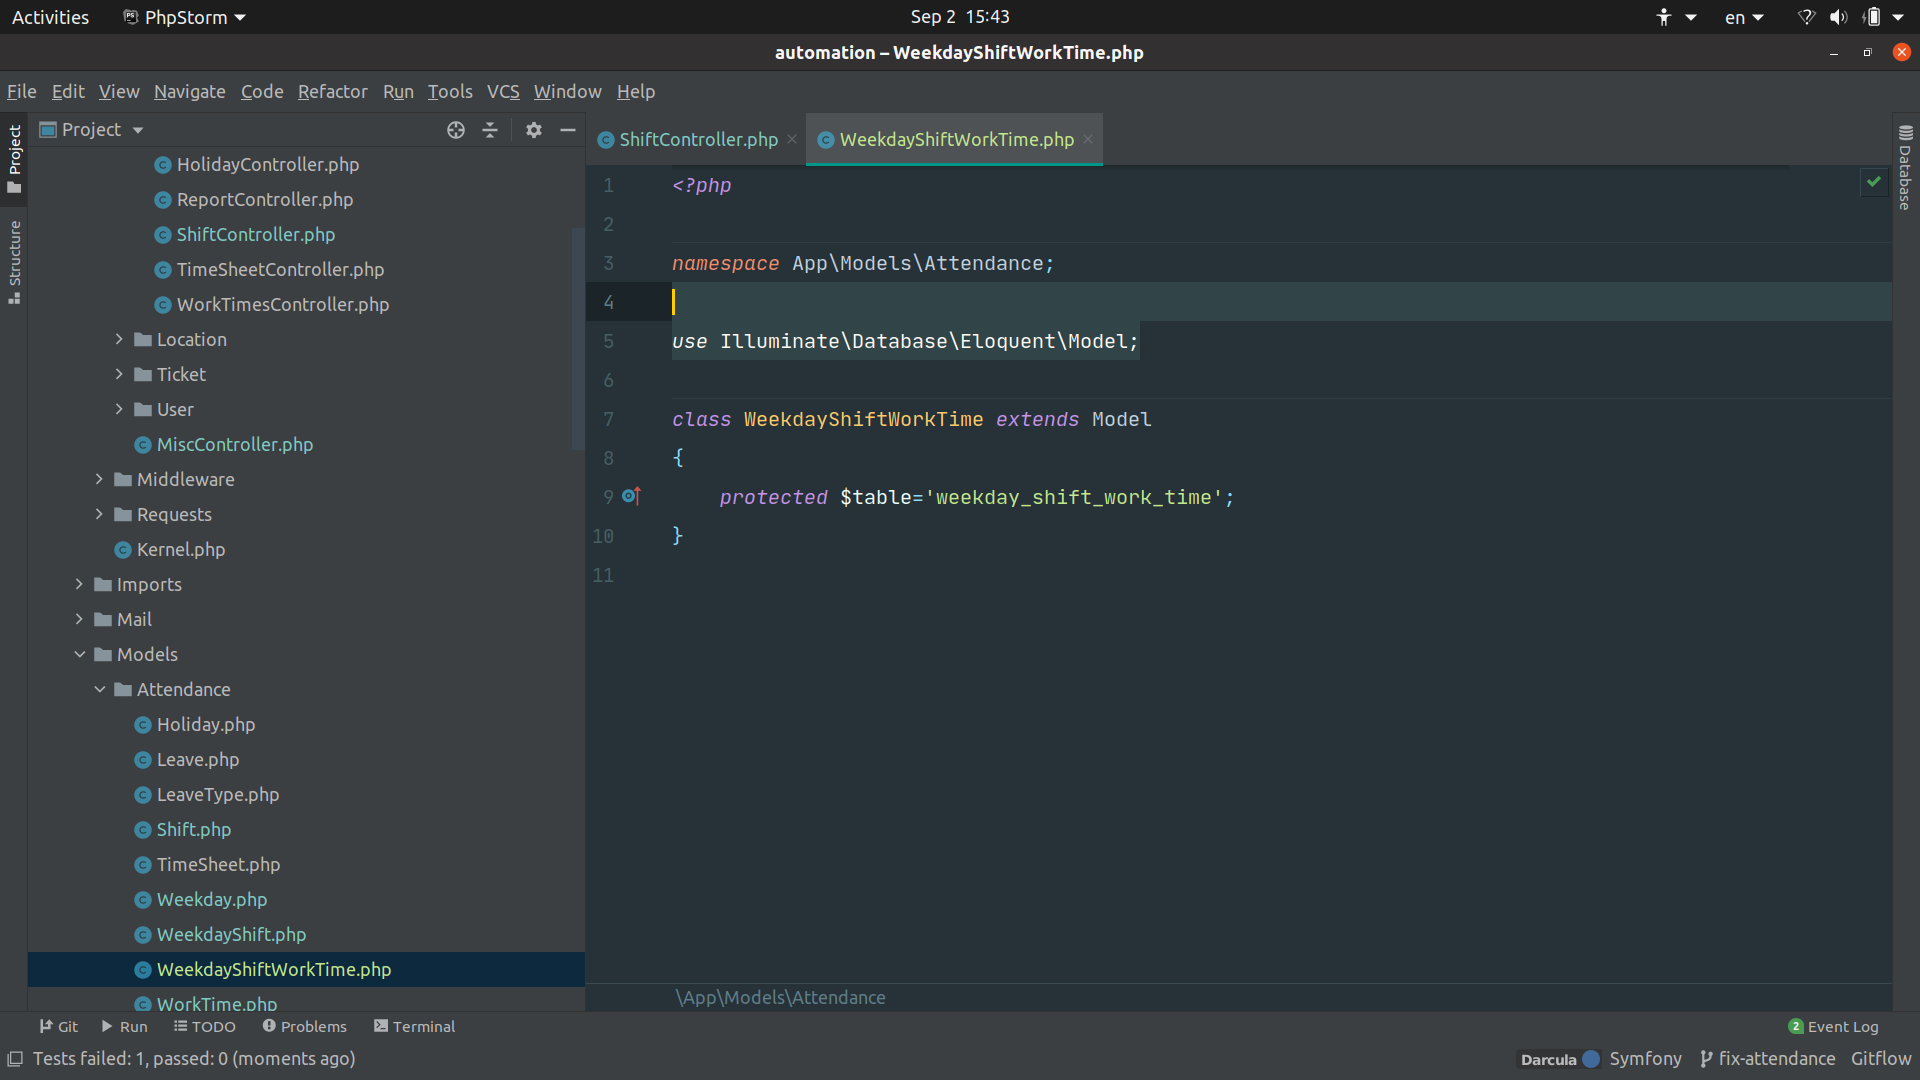 Activities PhpStorm Sep 2 15:43 en
automation – WeekdayShiftWorkTime.php
File Edit View Navigate Code Refactor Run Tools VCS Window Help
Project
ShiftController.php WeekdayShiftWorkTime.php
Project
Structure
Database
HolidayController.php
ReportController.php
ShiftController.php
TimeSheetController.php
WorkTimesController.php
Location
Ticket
User
MiscController.php
Middleware
Requests
Kernel.php
Imports
Mail
Models
Attendance
Holiday.php
Leave.php
LeaveType.php
Shift.php
TimeSheet.php
Weekday.php
WeekdayShift.php
WeekdayShiftWorkTime.php
WorkTime.php
1 <?php
2
3 namespace App\Models\Attendance;
4
5 use Illuminate\Database\Eloquent\Model;
6
7 class WeekdayShiftWorkTime extends Model
8 {
9 protected $table='weekday_shift_work_time';
10 }
11
\App\Models\Attendance
Git Run TODO Problems Terminal 2 Event Log
Tests failed: 1, passed: 0 (moments ago) Darcula Symfony fix-attendance Gitflow